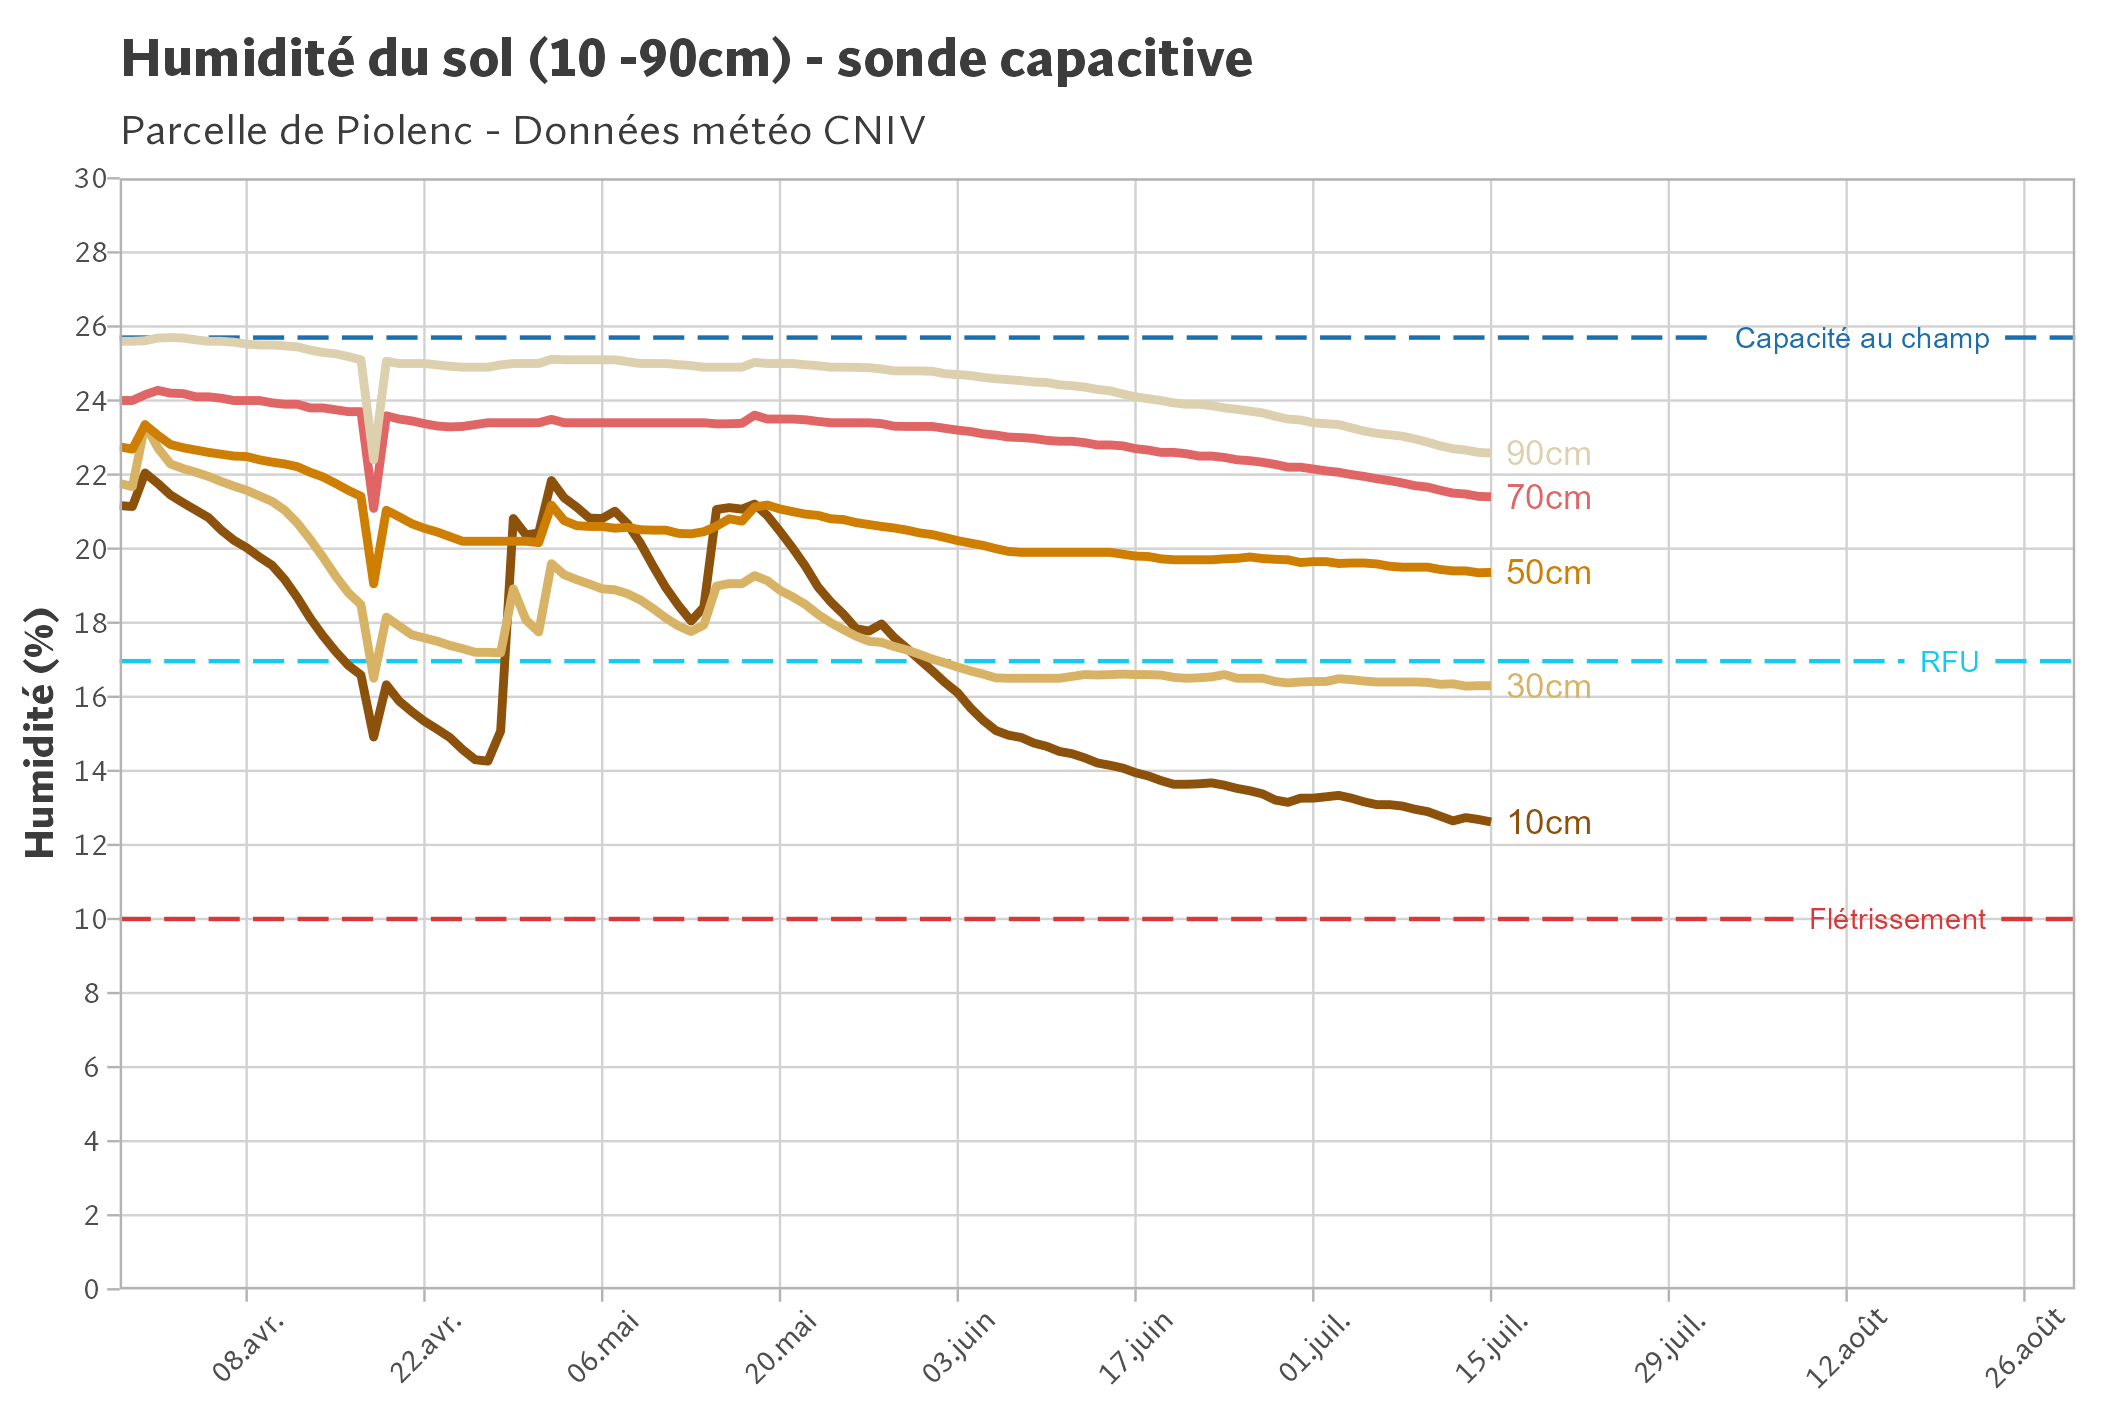 Humidité du sol (10 -90cm) - sonde capacitive
Parcelle de Piolenc - Données météo CNIV
Humidité (%)
30
28
26
24
22
20
18
16
14
12
10
8
6
4
2
0
Capacité au champ
90cm
70cm
50cm
RFU
30cm
10cm
Flétrissement
08.avr.
22.avr.
06.mai
20.mai
03.juin
17.juin
01.juil.
15.juil.
29.juil.
12.août
26.août